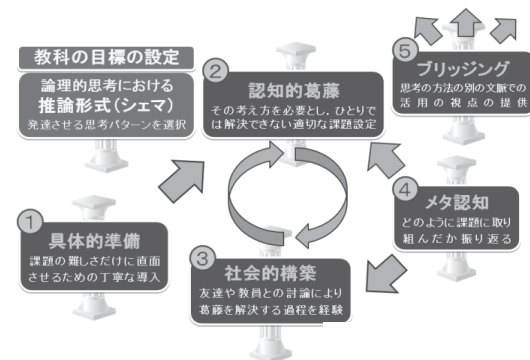 教科の目標の設定
論理的思考における
推論形式(シェマ)
発達させる思考パターンを選択
①
具体的準備
課題の難しさだけに直面
させるための丁寧な導入
②
認知的葛藤
その考え方を必要とし,ひとりで
は解決できない適切な課題設定
③
社会的構築
友達や教員との討論により
葛藤を解決する過程を経験
④
メタ認知
どのように課題に取り
組んだか振り返る
⑤
ブリッジング
思考の方法の別の文脈での
活用の視点の提供